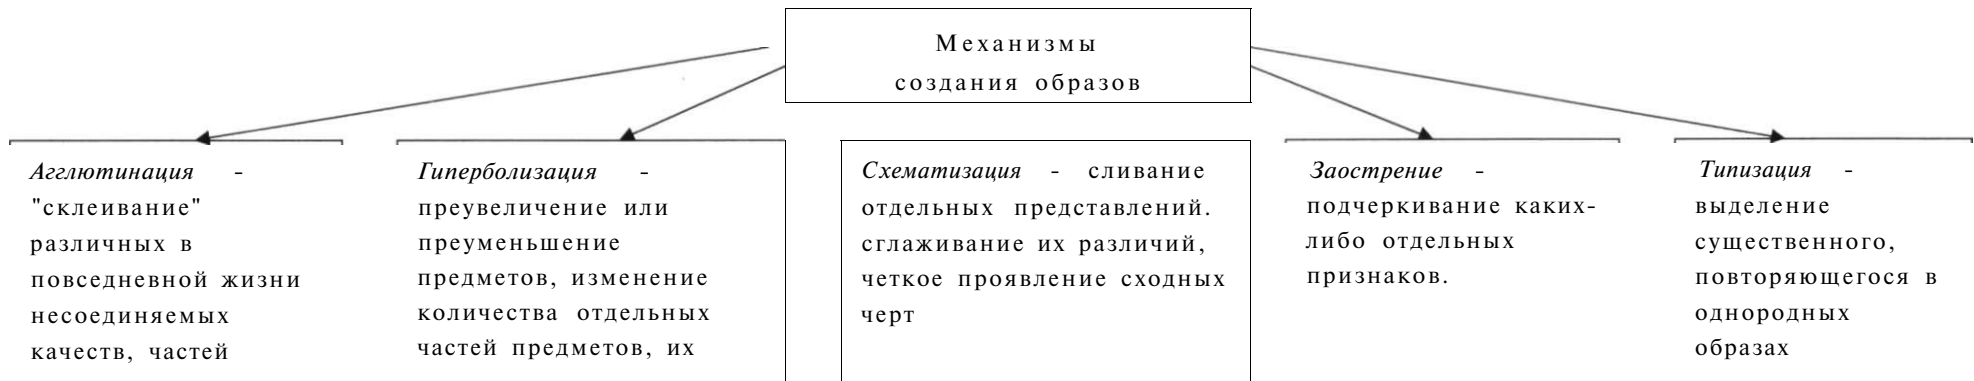 Механизмы
создания образов
Агглютинация -
"склеивание"
различных в
повседневной жизни
несоединяемых
качеств, частей
Гиперболизация -
преувеличение или
преуменьшение
предметов, изменение
количества отдельных
частей предметов, их
Схематизация - сливание
отдельных представлений.
сглаживание их различий,
четкое проявление сходных
черт
Заострение -
подчеркивание каких-
либо отдельных
признаков.
Типизация -
выделение
существенного,
повторяющегося в
однородных
образах